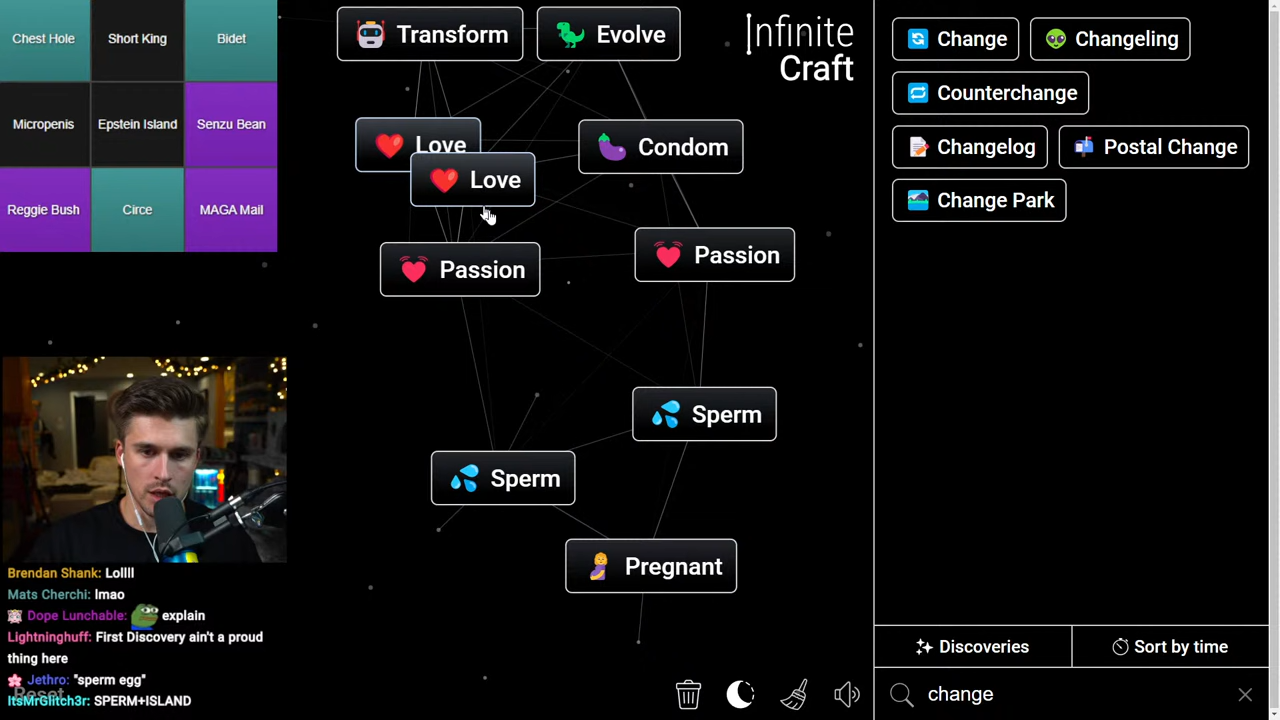 Chest Hole
Short King
Bidet
Micropenis
Epstein Island
Senzu Bean
Reggie Bush
Circe
MAGA Mail
Transform
Evolve
Infinite
Craft
Love
Love
Condom
Passion
Passion
Sperm
Sperm
Pregnant
Change
Changeling
Counterchange
Changelog
Postal Change
Change Park
Brendan Shank: Lollll
Mats Cherchi: lmao
Dope Lunchable: explain
Lightninghuff: First Discovery ain't a proud
thing here
Jethro: "sperm egg"
Reset
ItsMrGlitch3r: SPERM+ISLAND
Discoveries
Sort by time
change